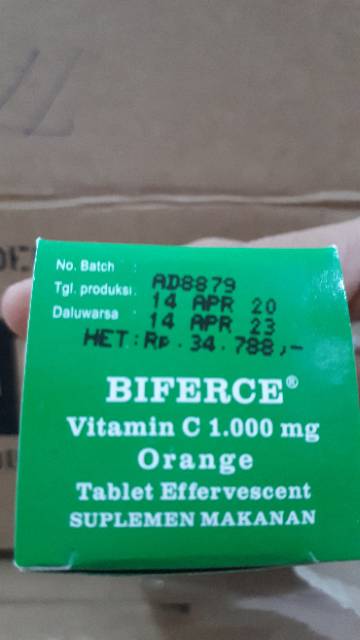 No. Batch : AD8879
Tgl. produksi : 14 APR 20
Daluwarsa : 14 APR 23
HET : Rp. 34.788,-
BIFERCE®
Vitamin C 1.000 mg
Orange
Tablet Effervescent
SUPLEMEN MAKANAN